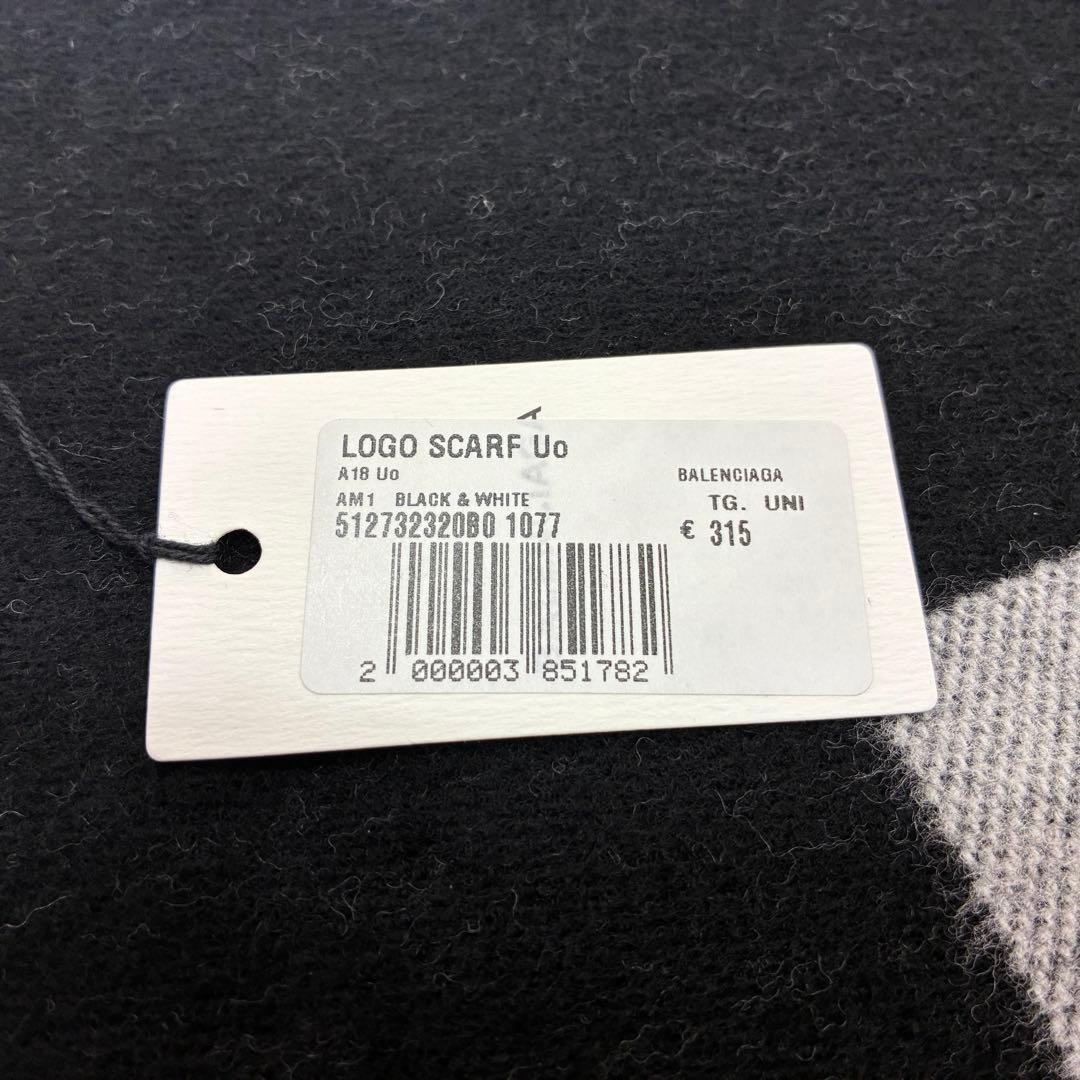 LOGO SCARF Uo
A18 Uo BALENCIAGA
AM1 BLACK & WHITE TG. UNI
512732320B0 1077 € 315
2 000003 851782